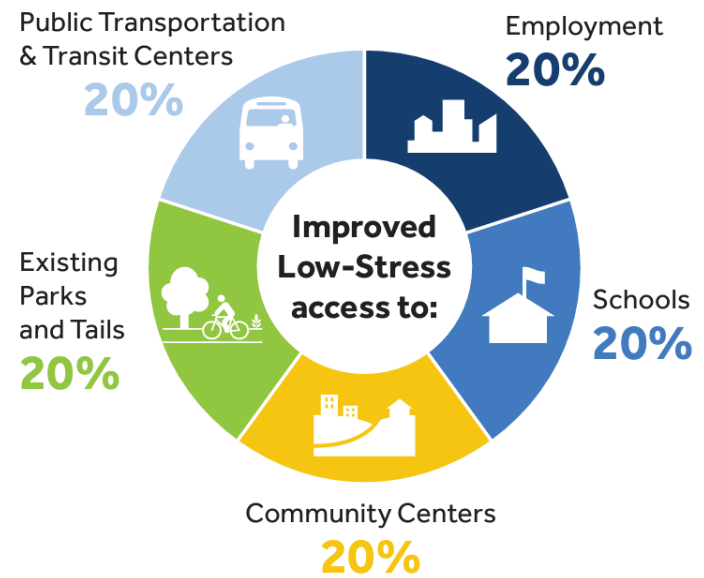 Public Transportation
& Transit Centers
20%
Employment
20%
Improved
Low-Stress
access to:
Existing
Parks
and Tails
20%
Schools
20%
Community Centers
20%